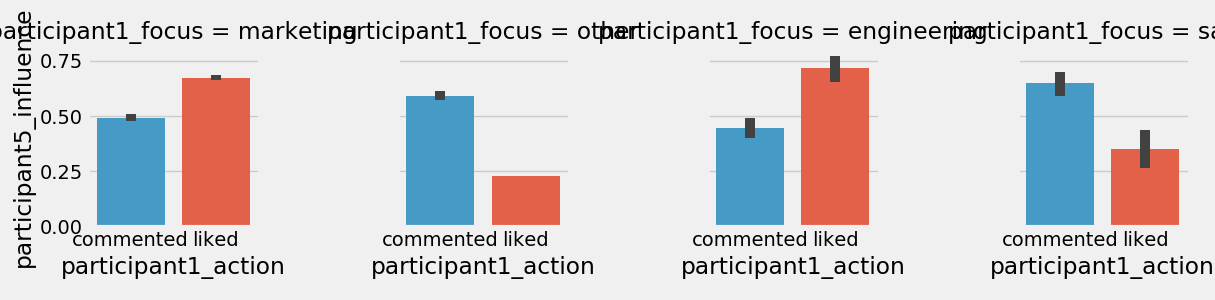 participant1_focus = marketing
participant1_focus = other
participant1_focus = engineering
participant1_focus =
participant5_influence
0.75
0.50
0.25
0.00
commented liked
commented liked
commented liked
commented liked
participant1_action
participant1_action
participant1_action
participant1_action